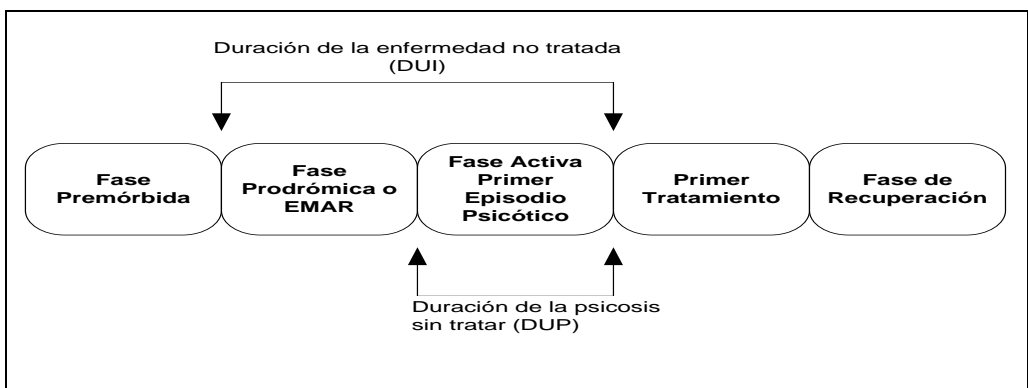 Duración de la enfermedad no tratada
(DUI)
Fase
Premórbida
Fase
Prodrómica o
EMAR
Fase Activa
Primer
Episodio
Psicótico
Primer
Tratamiento
Fase de
Recuperación
Duración de la psicosis
sin tratar (DUP)